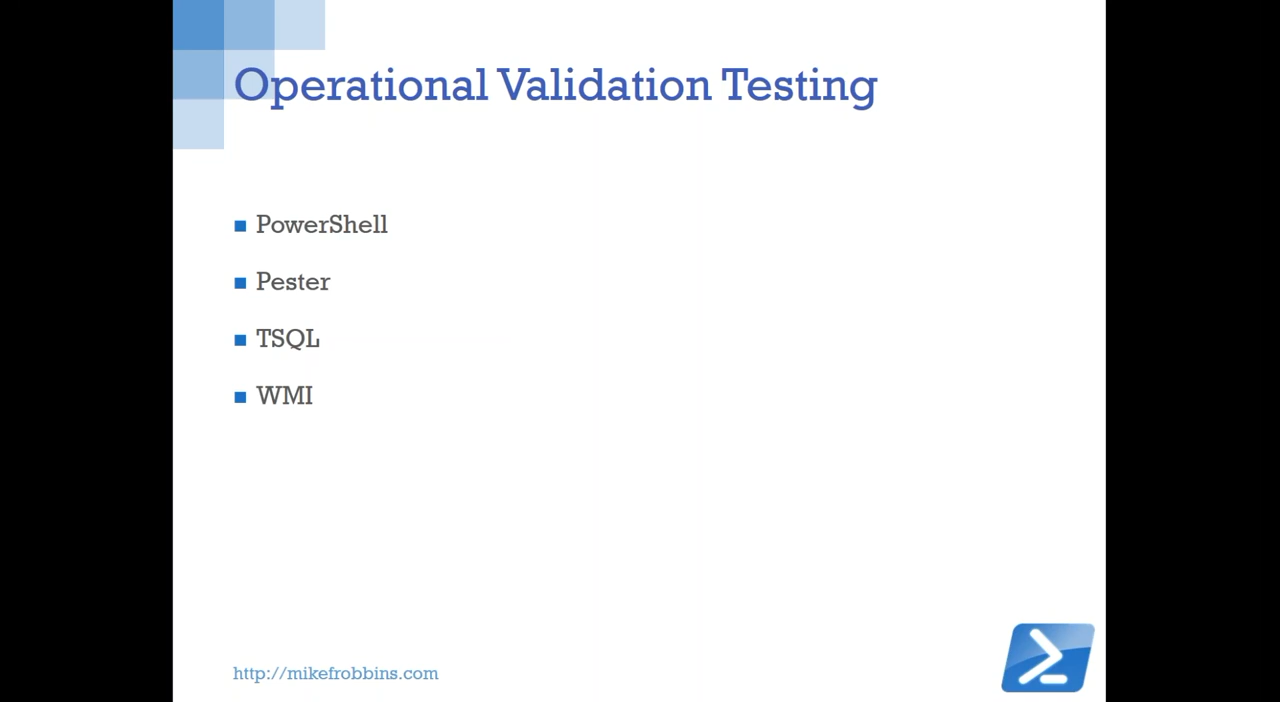 Operational Validation Testing
PowerShell
Pester
TSQL
WMI
http://mikefrobbins.com